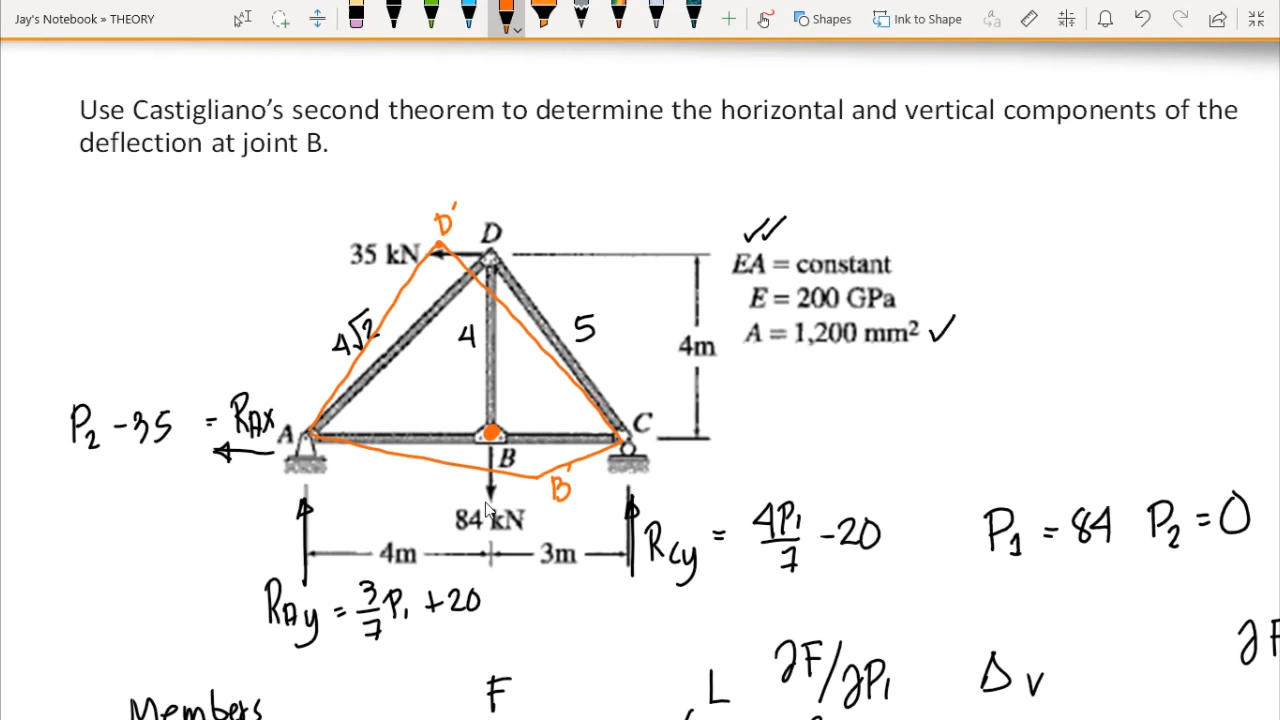 Jay's Notebook » THEORY
Shapes
Ink to Shape
Use Castigliano's second theorem to determine the horizontal and vertical components of the
deflection at joint B.
D'
D
35 kN
EA = constant
E = 200 GPa
A = 1,200 mm²
4√2
4
5
4m
P₂ -35 = RAX
A
C
B
B'
84 kN
4m
3m
RCy = 4P₁/7 -20
P₁ = 84 P₂ = 0
RAy = 3/7 P₁ +20
Members
F
L
∂F/∂P₁
Δv
∂F